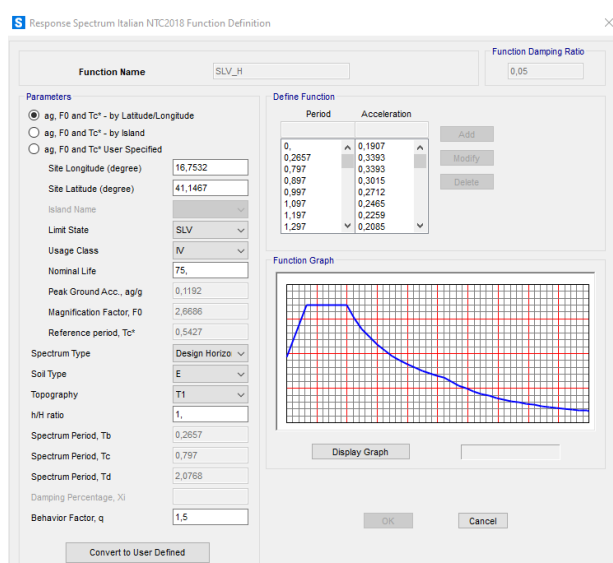 S Response Spectrum Italian NTC2018 Function Definition
Function Damping Ratio
Function Name SLV_H 0,05
Parameters
ag, F0 and Tc* - by Latitude/Longitude
ag, F0 and Tc* - by Island
ag, F0 and Tc* User Specified
Site Longitude (degree) 16,7532
Site Latitude (degree) 41,1467
Island Name
Limit State SLV
Usage Class IV
Nominal Life 75,
Peak Ground Acc., ag/g 0,1192
Magnification Factor, F0 2,6686
Reference period, Tc* 0,5427
Spectrum Type Design Horizo
Soil Type E
Topography T1
h/H ratio 1,
Spectrum Period, Tb 0,2657
Spectrum Period, Tc 0,797
Spectrum Period, Td 2,0768
Damping Percentage, Xi
Behavior Factor, q 1,5
Convert to User Defined
Define Function
Period Acceleration
0, 0,1907
0,2657 0,3393
0,797 0,3393
0,897 0,3015
0,997 0,2712
1,097 0,2465
1,197 0,2259
1,297 0,2085
Add
Modify
Delete
Function Graph
Display Graph
OK Cancel